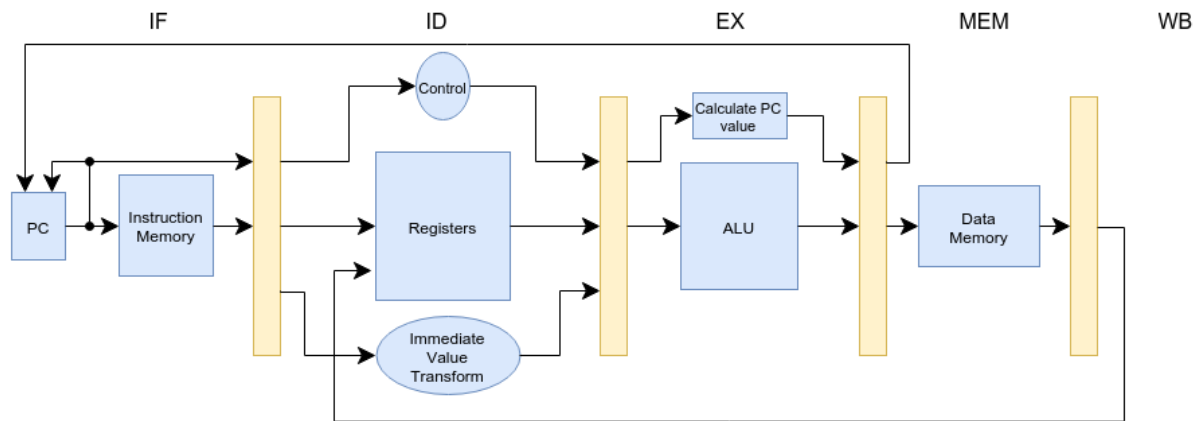 IF
ID
EX
MEM
WB
Control
Calculate PC
value
PC
Instruction
Memory
Registers
ALU
Data
Memory
Immediate
Value
Transform